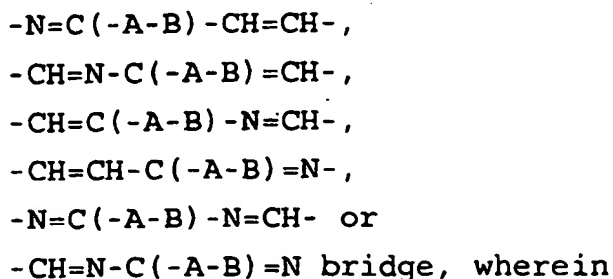 -N=C(-A-B)-CH=CH-,
-CH=N-C(-A-B)=CH-,
-CH=C(-A-B)-N=CH-,
-CH=CH-C(-A-B)=N-,
-N=C(-A-B)-N=CH- or
-CH=N-C(-A-B)=N bridge, wherein